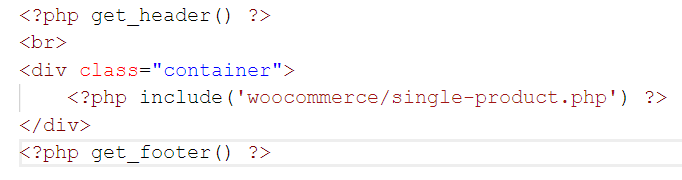 <?php get_header() ?>
<br>
<div class="container">
    <?php include('woocommerce/single-product.php') ?>
</div>
<?php get_footer() ?>